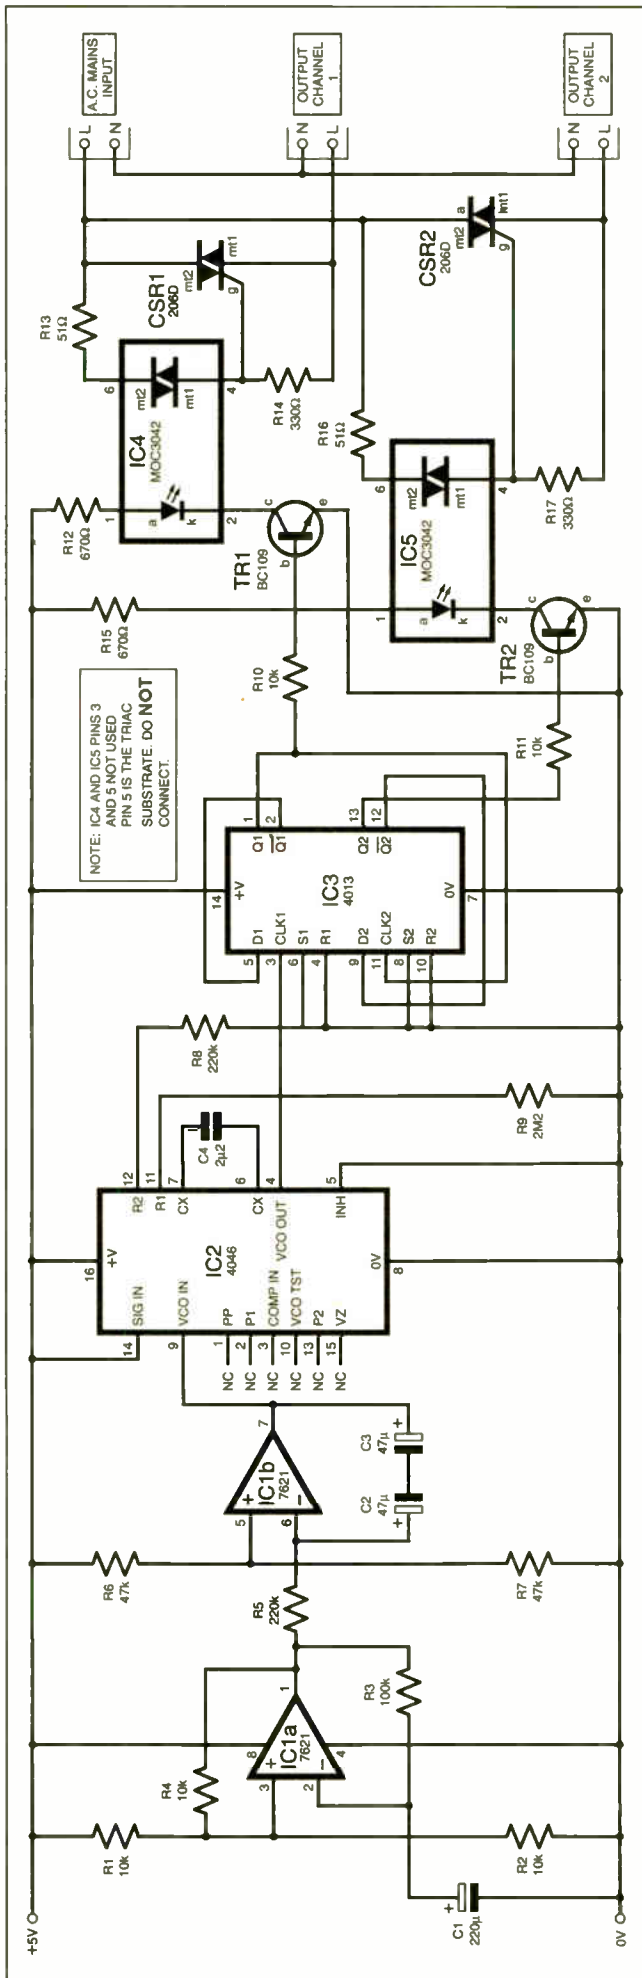 +5V
0V
R1
10k
R2
10k
C1
220µ
+
R4
10k
3
2
8
4
1
+
−
IC1a
7621
R3
100k
R5
220k
R6
47k
R7
47k
5
6
7
+
−
IC1b
7621
C2
47µ
+
C3
47µ
+
14
SIG IN
9
VCO IN
NC
1
PP
NC
2
P1
NC
3
COMP IN
NC
10
VCO TST
NC
13
P2
NC
15
VZ
16
+V
IC2
4046
0V
8
R2
12
R1
11
CX
7
CX
6
VCO OUT
4
INH
5
C4
2µ2
R8
220k
R9
2M2
5
D1
3
CLK1
6
S1
4
R1
9
D2
11
CLK2
8
S2
10
R2
14
+V
IC3
4013
0V
7
Q1
1
Q1
2
Q2
13
Q2
12
NOTE: IC4 AND IC5 PINS 3
AND 5 NOT USED
PIN 5 IS THE TRIAC
SUBSTRATE. DO NOT
CONNECT.
R10
10k
R11
10k
R12
670Ω
R15
670Ω
TR1
BC109
b
c
e
TR2
BC109
b
c
e
IC4
MOC3042
1
a
k
2
6
mt2
mt1
4
IC5
MOC3042
1
a
k
2
6
mt2
mt1
4
R13
51Ω
R14
330Ω
R16
51Ω
R17
330Ω
CSR1
206D
mt2
mt1
g
CSR2
206D
mt2
a
mt1
g
L
N
A.C. MAINS
INPUT
N
L
OUTPUT
CHANNEL
1
N
L
OUTPUT
CHANNEL
2